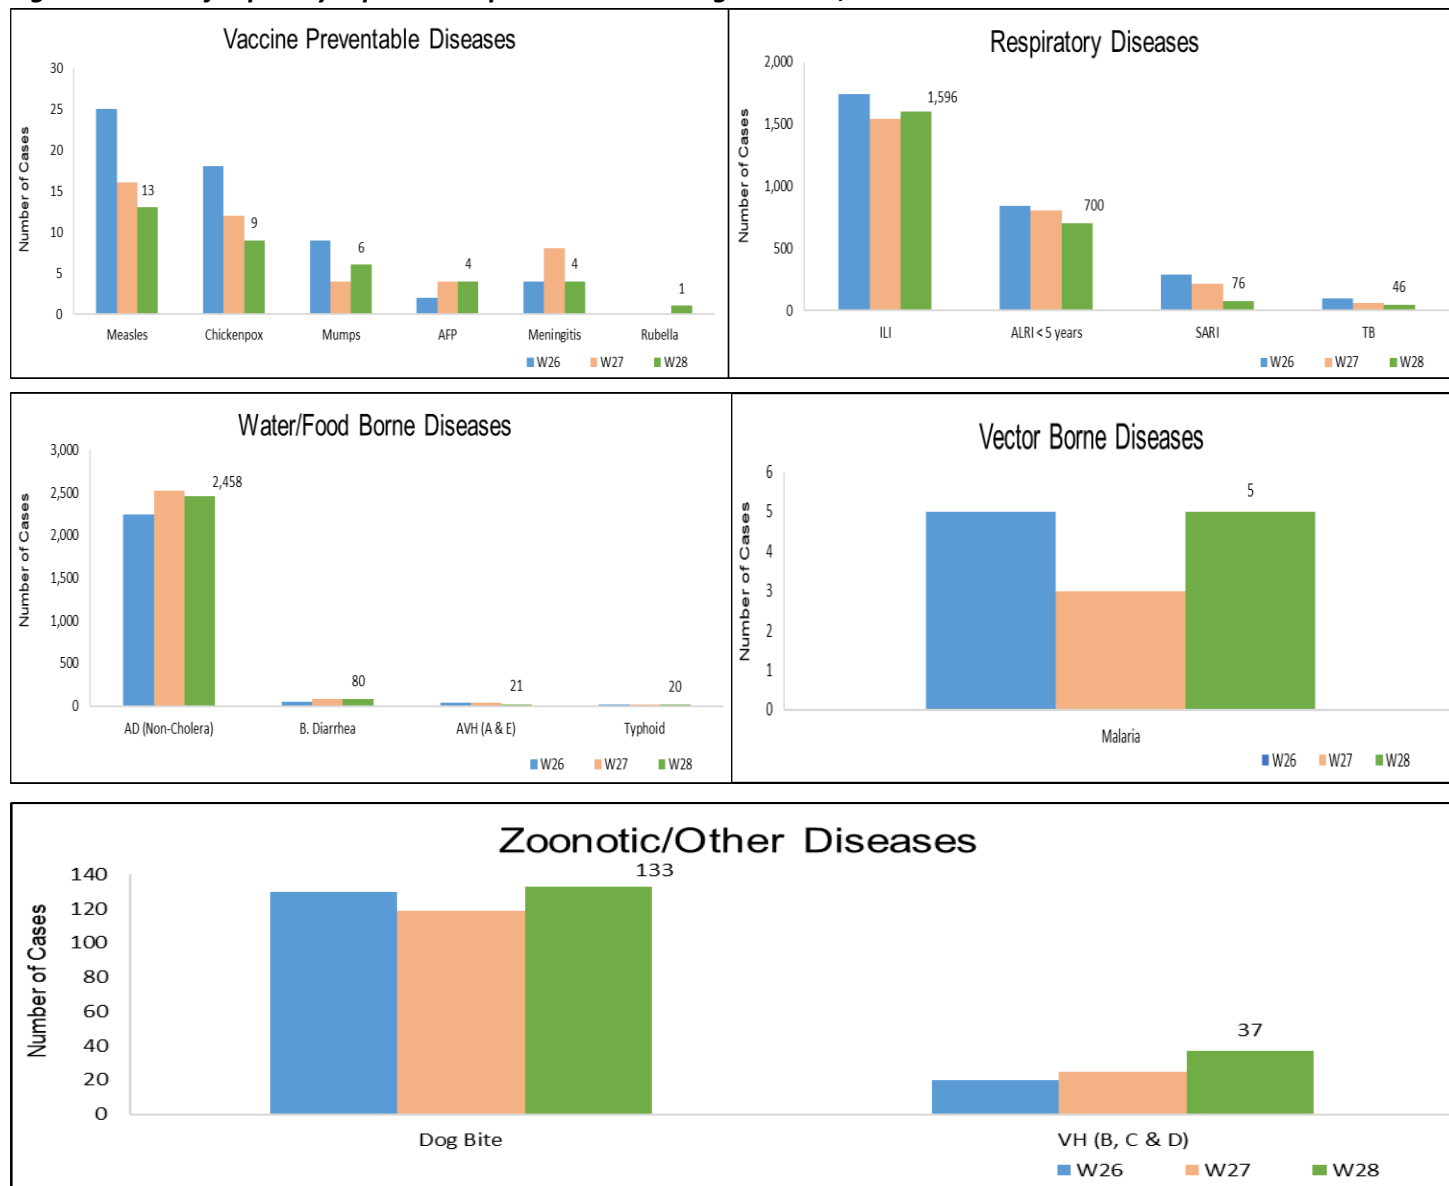 Vaccine Preventable Diseases
Number of Cases
30
25
20
15
10
5
0
13
9
6
4
4
1
Measles Chickenpox Mumps AFP Meningitis Rubella
W26 W27 W28
Respiratory Diseases
Number of Cases
2,000
1,500
1,000
500
0
1,596
700
76
46
ILI ALRI < 5 years SARI TB
W26 W27 W28
Water/Food Borne Diseases
Number of Cases
3,000
2,500
2,000
1,500
1,000
500
0
2,458
80
21
20
AD (Non-Cholera) B. Diarrhea AVH (A & E) Typhoid
W26 W27 W28
Vector Borne Diseases
Number of Cases
6
5
4
3
2
1
0
5
Malaria
W26 W27 W28
Zoonotic/Other Diseases
Number of Cases
140
120
100
80
60
40
20
0
133
37
Dog Bite VH (B, C & D)
W26 W27 W28